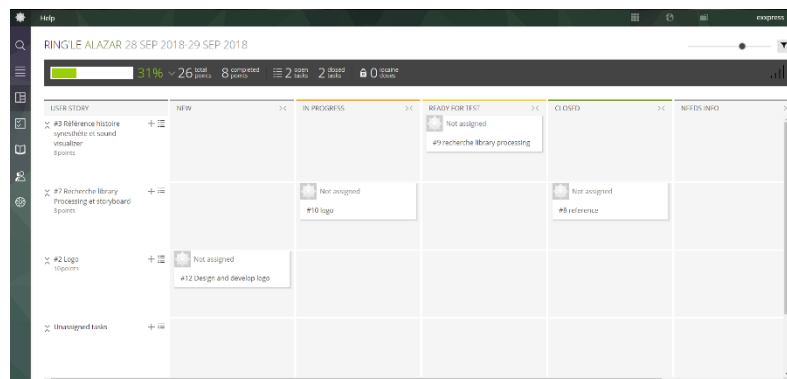 Help
exxpress
RING'LE ALAZAR 28 SEP 2018-29 SEP 2018
31% 26 total points 8 completed points 2 open tasks 2 closed tasks 0 iocaine doses
USER STORY NEW IN PROGRESS READY FOR TEST CLOSED NEEDS INFO
#3 Référence histoire
synesthète et sound
visualizer
8points
Not assigned
#9 recherche library processing
#7 Recherche library
Processing et storyboard
8points
Not assigned
#10 logo
Not assigned
#8 reference
#2 Logo
10points
Not assigned
#12 Design and develop logo
Unassigned tasks